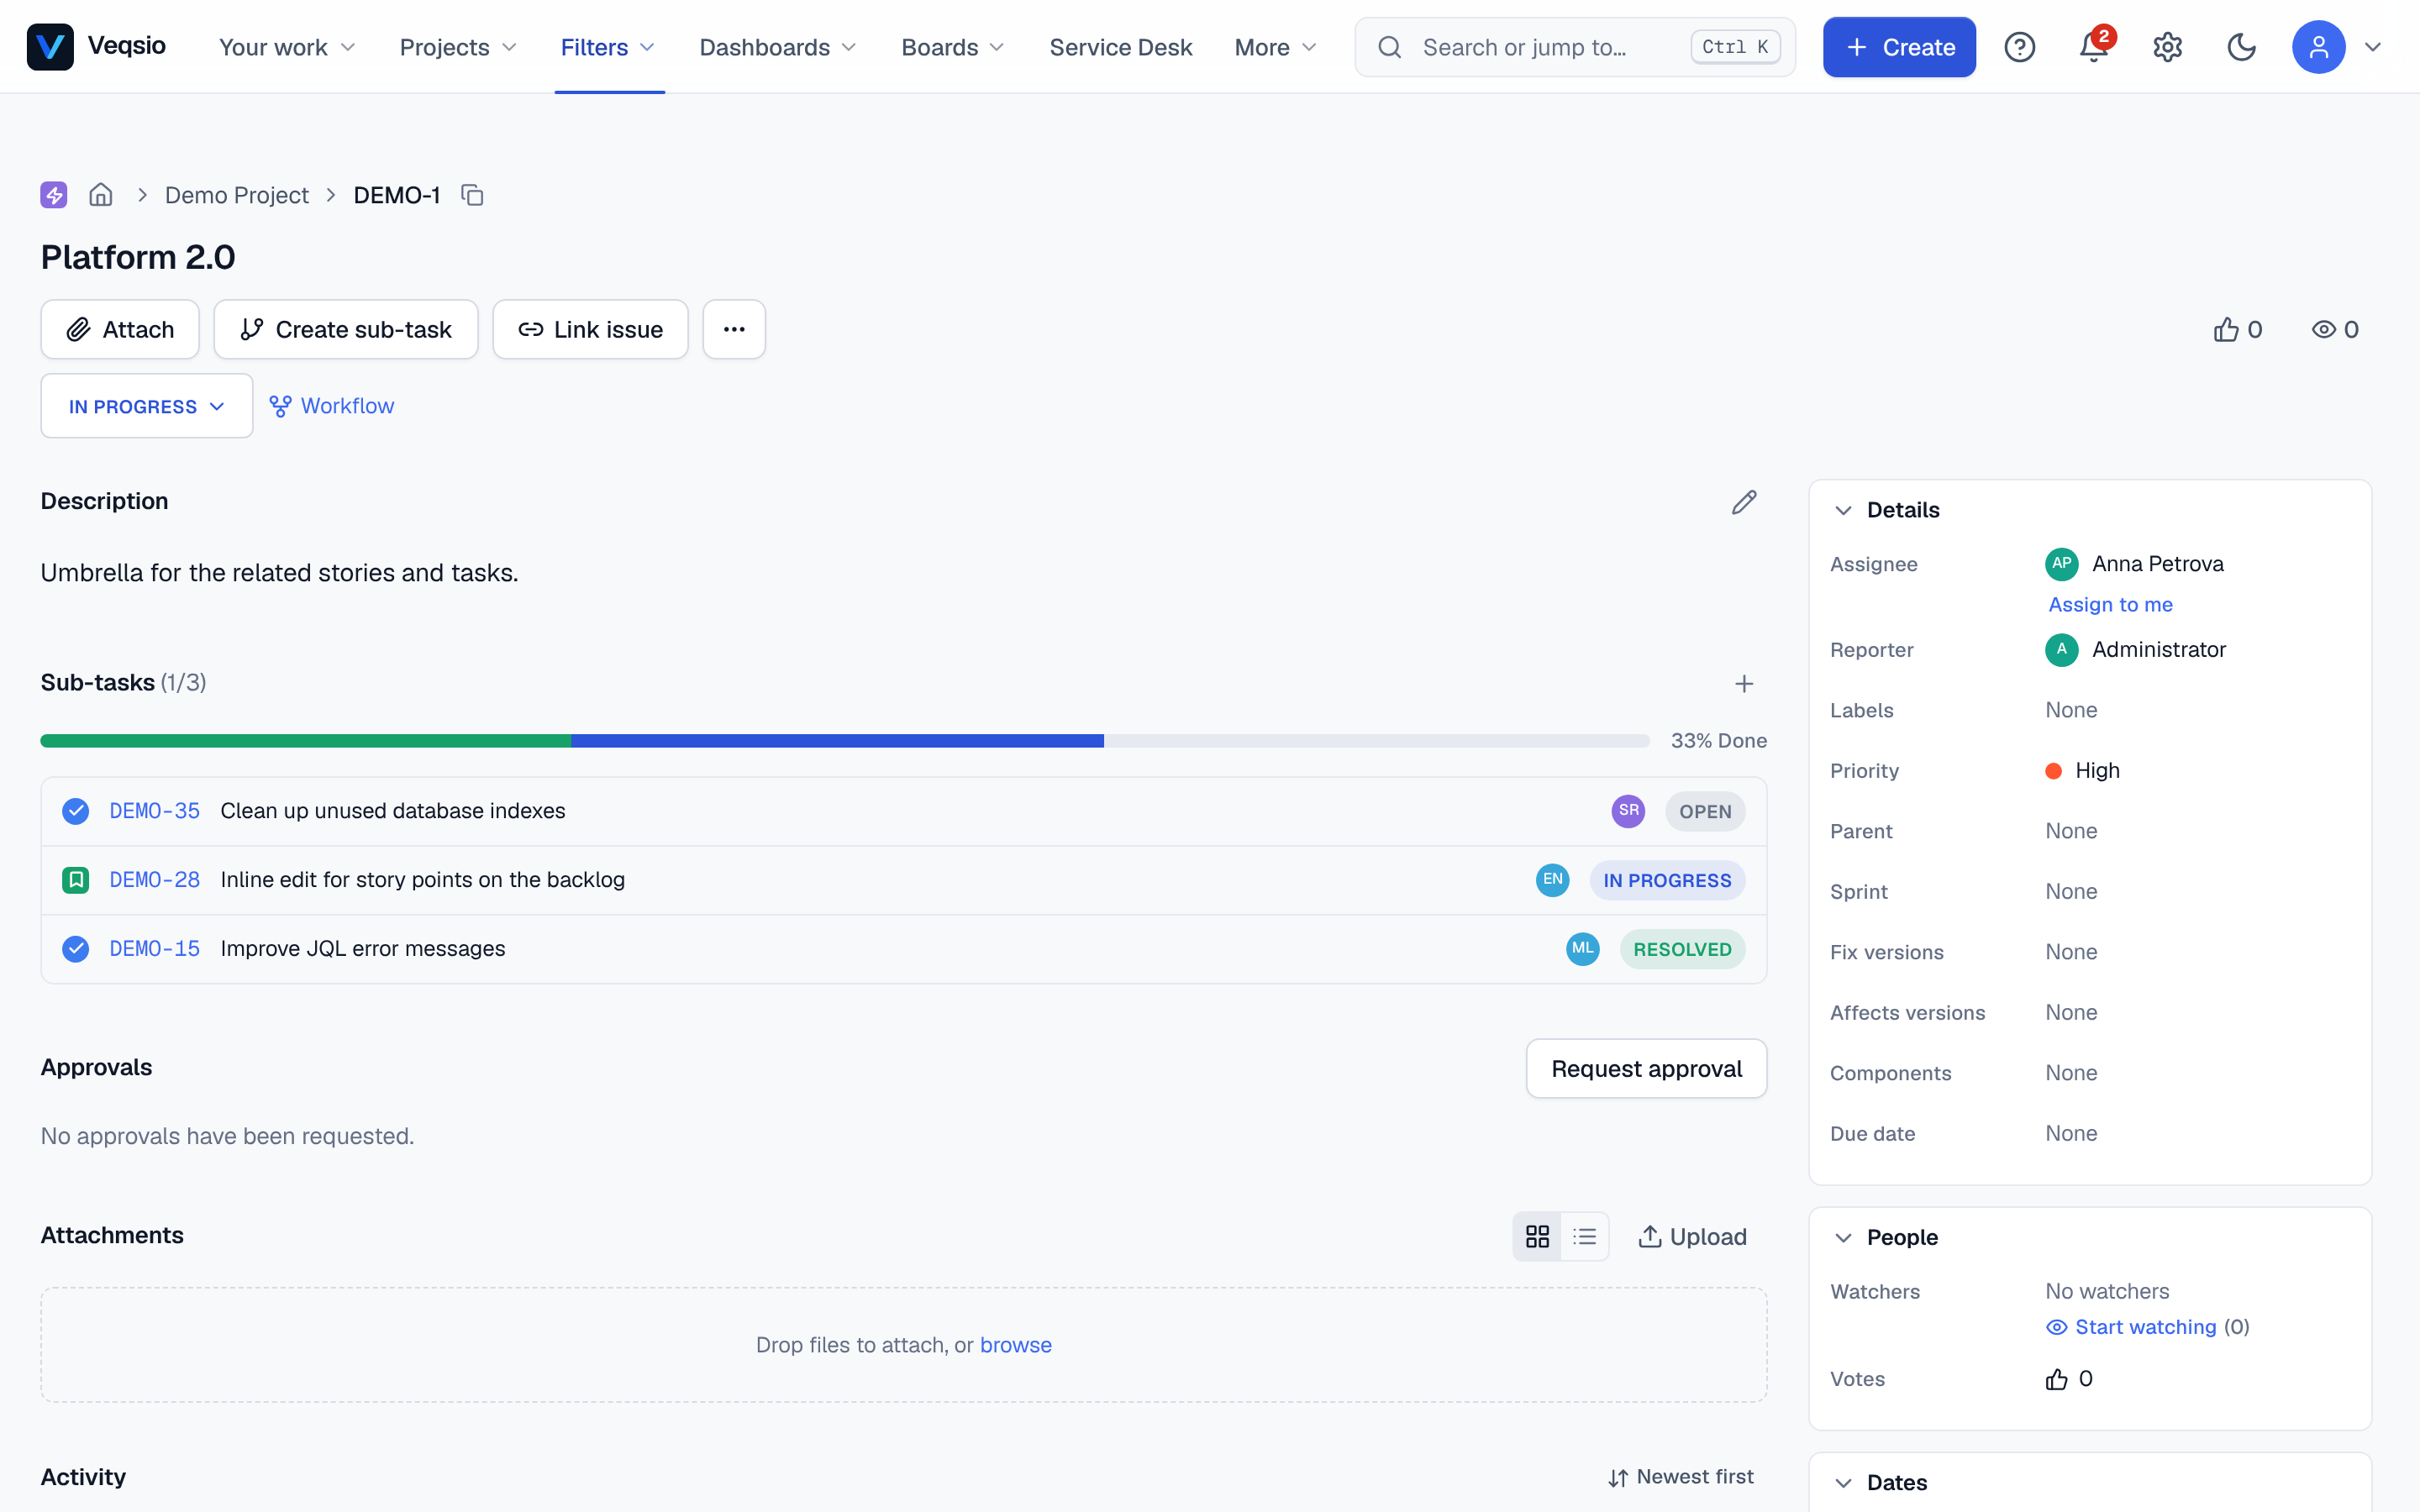 Veqsio Your work Projects Filters Dashboards Boards Service Desk More Search or jump to... Ctrl K Create 2
Demo Project DEMO-1
Platform 2.0
Attach Create sub-task Link issue 0 0
IN PROGRESS Workflow
Description
Umbrella for the related stories and tasks.
Sub-tasks (1/3)
33% Done
DEMO-35 Clean up unused database indexes SR OPEN
DEMO-28 Inline edit for story points on the backlog EN IN PROGRESS
DEMO-15 Improve JQL error messages ML RESOLVED
Approvals Request approval
No approvals have been requested.
Attachments Upload
Drop files to attach, or browse
Activity Newest first
Details
Assignee AP Anna Petrova
Assign to me
Reporter A Administrator
Labels None
Priority High
Parent None
Sprint None
Fix versions None
Affects versions None
Components None
Due date None
People
Watchers No watchers
Start watching (0)
Votes 0
Dates